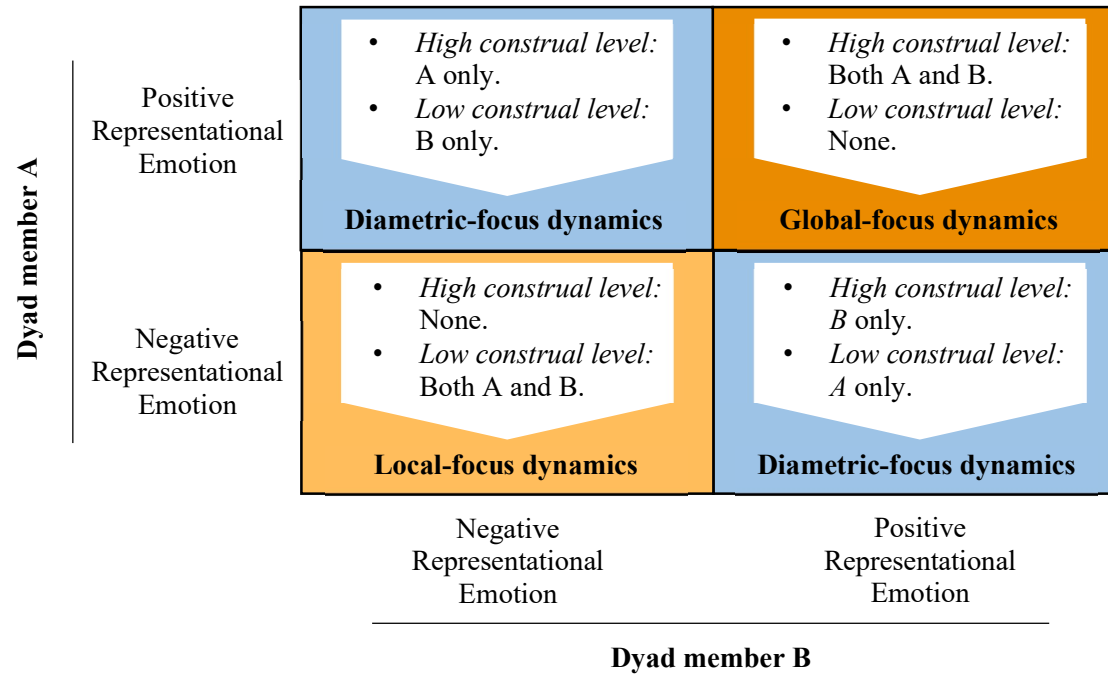 Dyad member A
Positive
Representational
Emotion
• High construal level:
A only.
• Low construal level:
B only.
Diametric-focus dynamics
• High construal level:
Both A and B.
• Low construal level:
None.
Global-focus dynamics
Negative
Representational
Emotion
• High construal level:
None.
• Low construal level:
Both A and B.
Local-focus dynamics
• High construal level:
B only.
• Low construal level:
A only.
Diametric-focus dynamics
Negative
Representational
Emotion
Positive
Representational
Emotion
Dyad member B